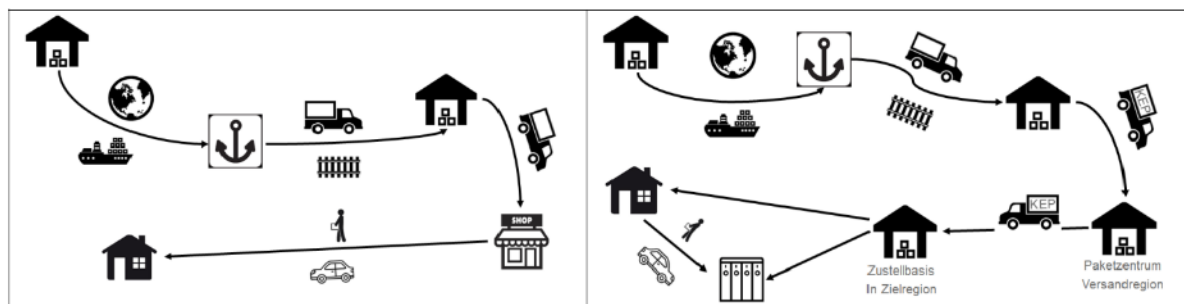 SHOP
KEP
KEP
Zustellbasis
In Zielregion
Paketzentrum
Versandregion